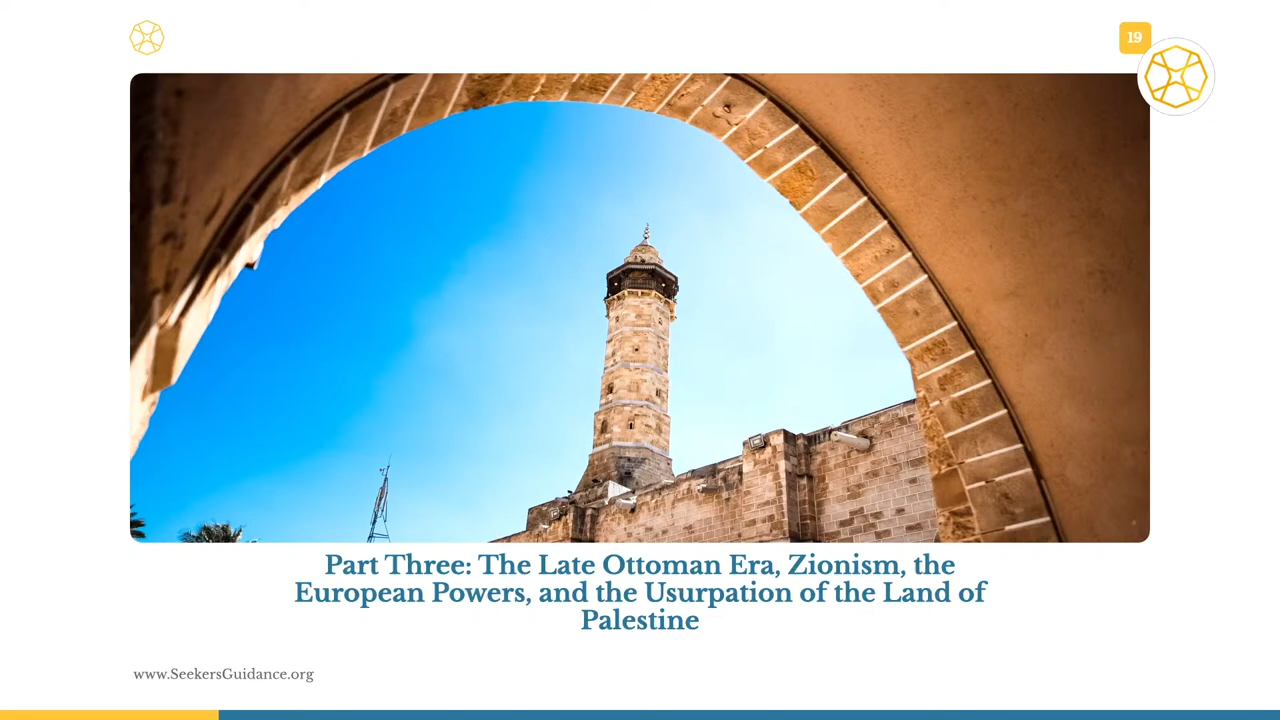 19
Part Three: The Late Ottoman Era, Zionism, the
European Powers, and the Usurpation of the Land of
Palestine
www.SeekersGuidance.org